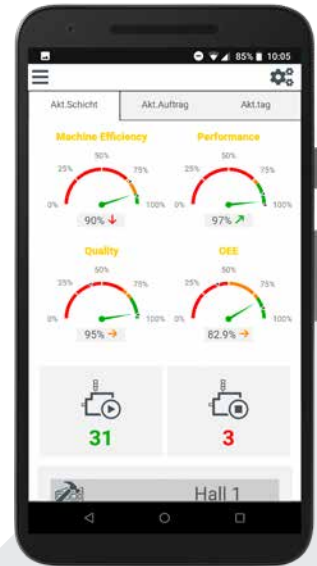 85% 10:05
Akt.Schicht Akt.Auftrag Akt.tag
Machine Efficiency Performance
50% 50%
25% 75% 25% 75%
0% 100% 0% 100%
90% 97%
Quality OEE
50% 50%
25% 75% 25% 75%
0% 100% 0% 100%
95% 82.9%
31 3
Hall 1